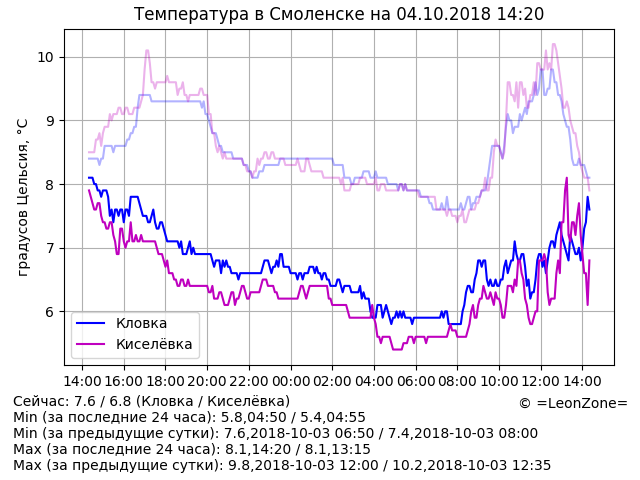 Температура в Смоленске на 04.10.2018 14:20
градусов Цельсия, °C
10
9
8
7
6
Кловка
Киселёвка
14:00 16:00 18:00 20:00 22:00 00:00 02:00 04:00 06:00 08:00 10:00 12:00 14:00
Сейчас: 7.6 / 6.8 (Кловка / Киселёвка)
© =LeonZone=
Min (за последние 24 часа): 5.8,04:50 / 5.4,04:55
Min (за предыдущие сутки): 7.6,2018-10-03 06:50 / 7.4,2018-10-03 08:00
Max (за последние 24 часа): 8.1,14:20 / 8.1,13:15
Max (за предыдущие сутки): 9.8,2018-10-03 12:00 / 10.2,2018-10-03 12:35